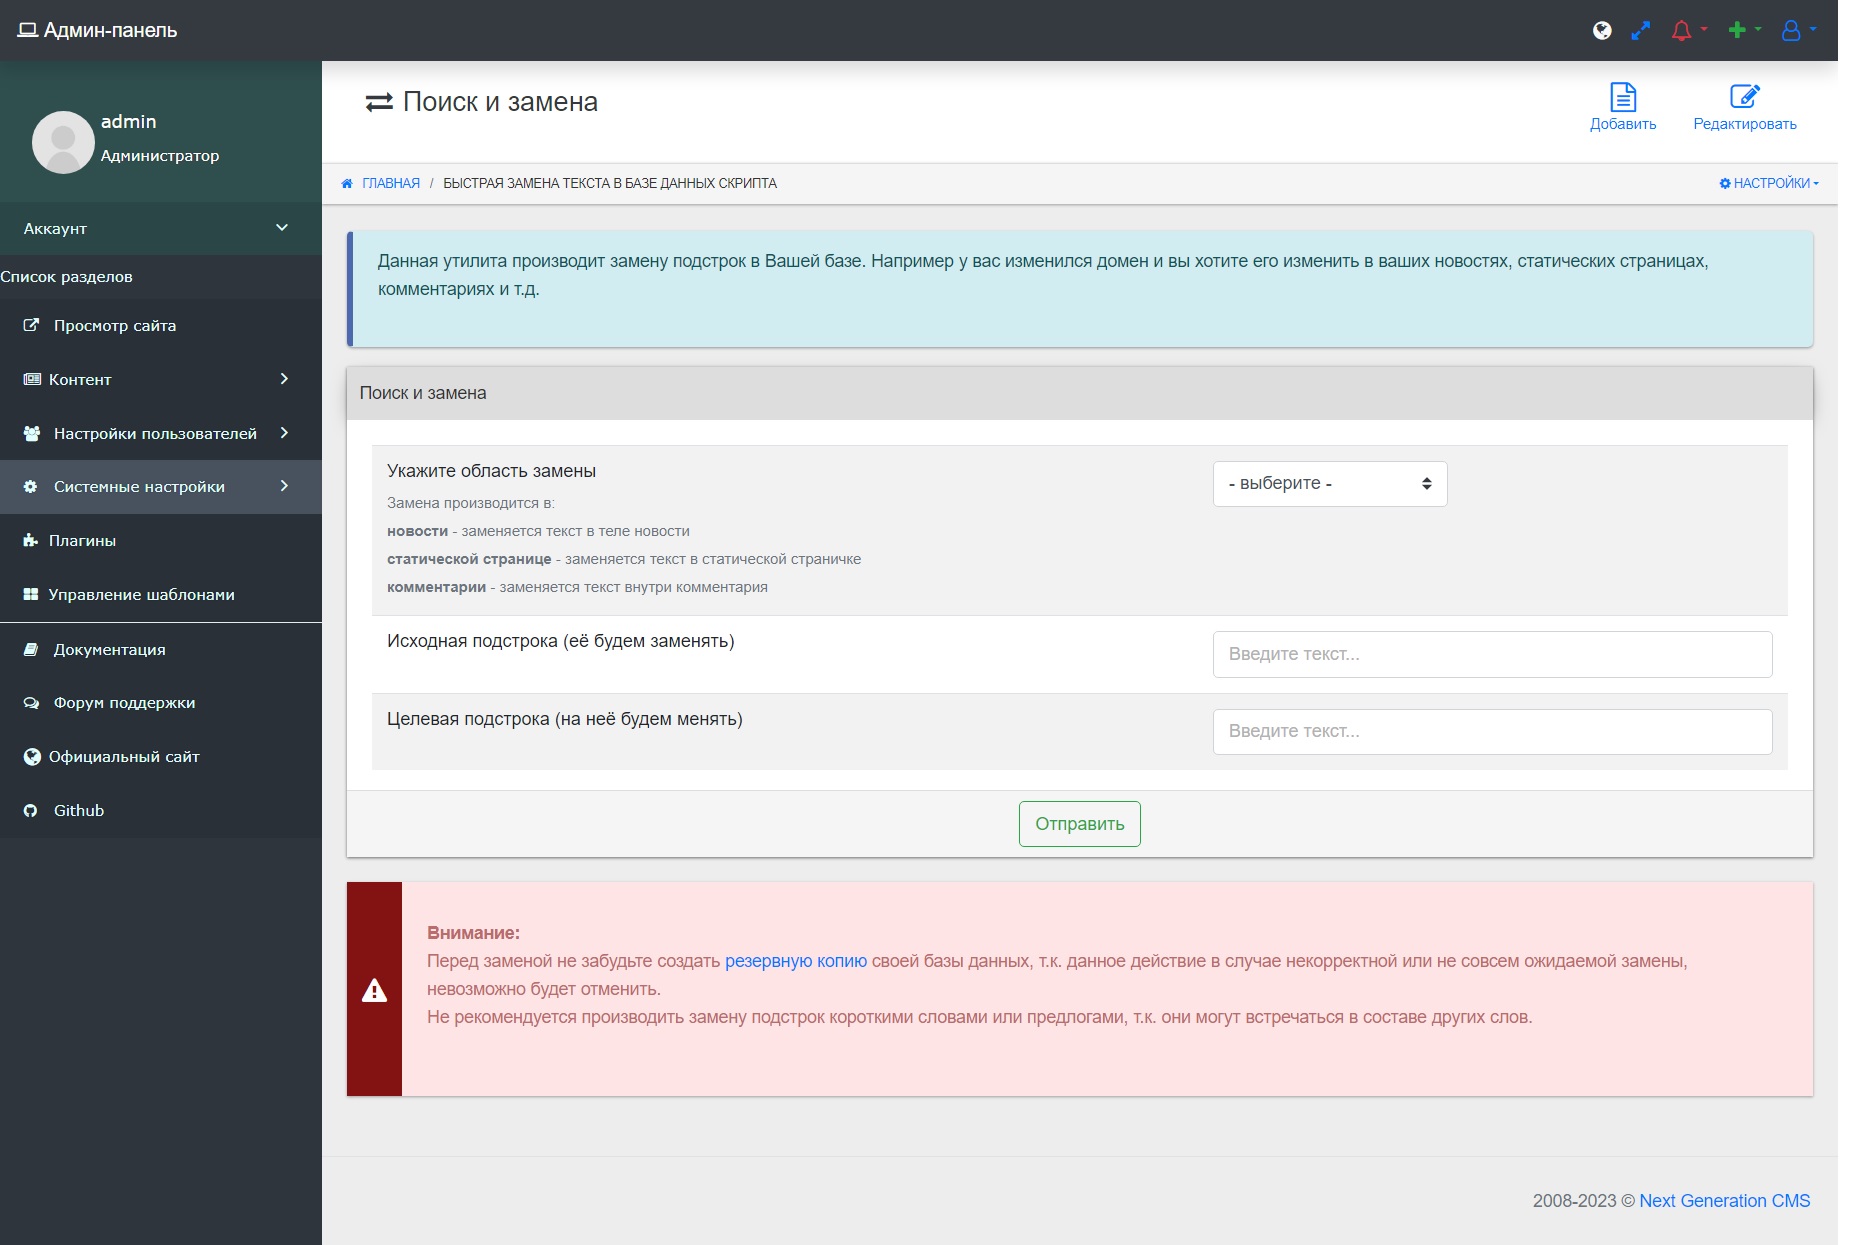 Админ-панель
admin
Администратор
Аккаунт
Список разделов
Просмотр сайта
Контент
Настройки пользователей
Системные настройки
Плагины
Управление шаблонами
Документация
Форум поддержки
Официальный сайт
Github
Поиск и замена
Добавить
Редактировать
ГЛАВНАЯ / БЫСТРАЯ ЗАМЕНА ТЕКСТА В БАЗЕ ДАННЫХ СКРИПТА
НАСТРОЙКИ
Данная утилита производит замену подстрок в Вашей базе. Например у вас изменился домен и вы хотите его изменить в ваших новостях, статических страницах,
комментариях и т.д.
Поиск и замена
Укажите область замены
Замена производится в:
новости - заменяется текст в теле новости
статической странице - заменяется текст в статической страничке
комментарии - заменяется текст внутри комментария
- выберите -
Исходная подстрока (её будем заменять)
Введите текст...
Целевая подстрока (на неё будем менять)
Введите текст...
Отправить
Внимание:
Перед заменой не забудьте создать резервную копию своей базы данных, т.к. данное действие в случае некорректной или не совсем ожидаемой замены,
невозможно будет отменить.
Не рекомендуется производить замену подстрок короткими словами или предлогами, т.к. они могут встречаться в составе других слов.
2008-2023 © Next Generation CMS